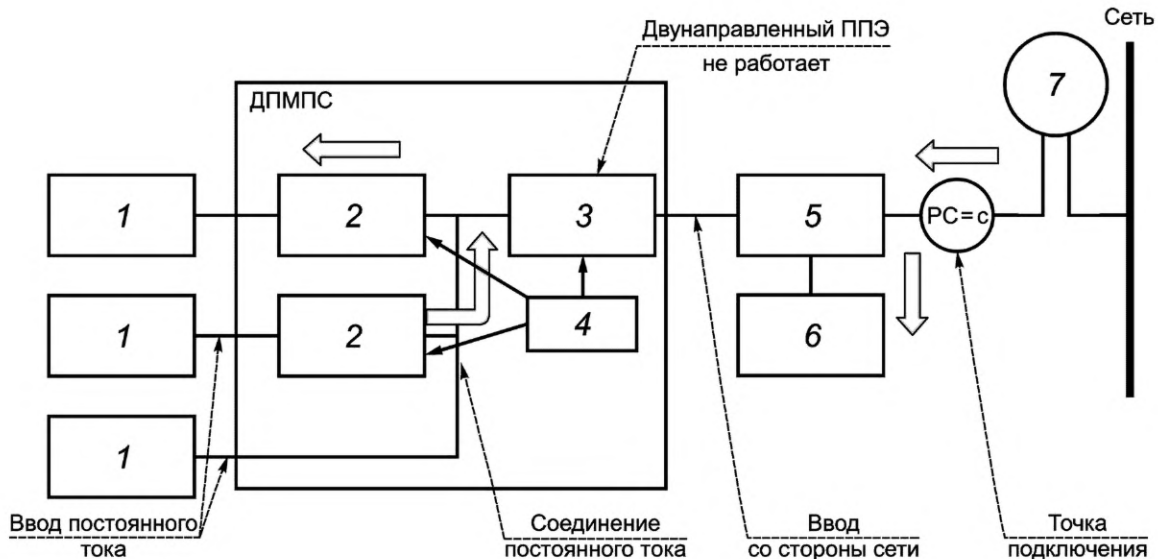 Сеть
Двунаправленный ППЭ
не работает
7
ДПМПС
1
2
3
5
PC=c
1
2
4
6
1
Ввод постоянного
тока
Соединение
постоянного тока
Ввод
со стороны сети
Точка
подключения